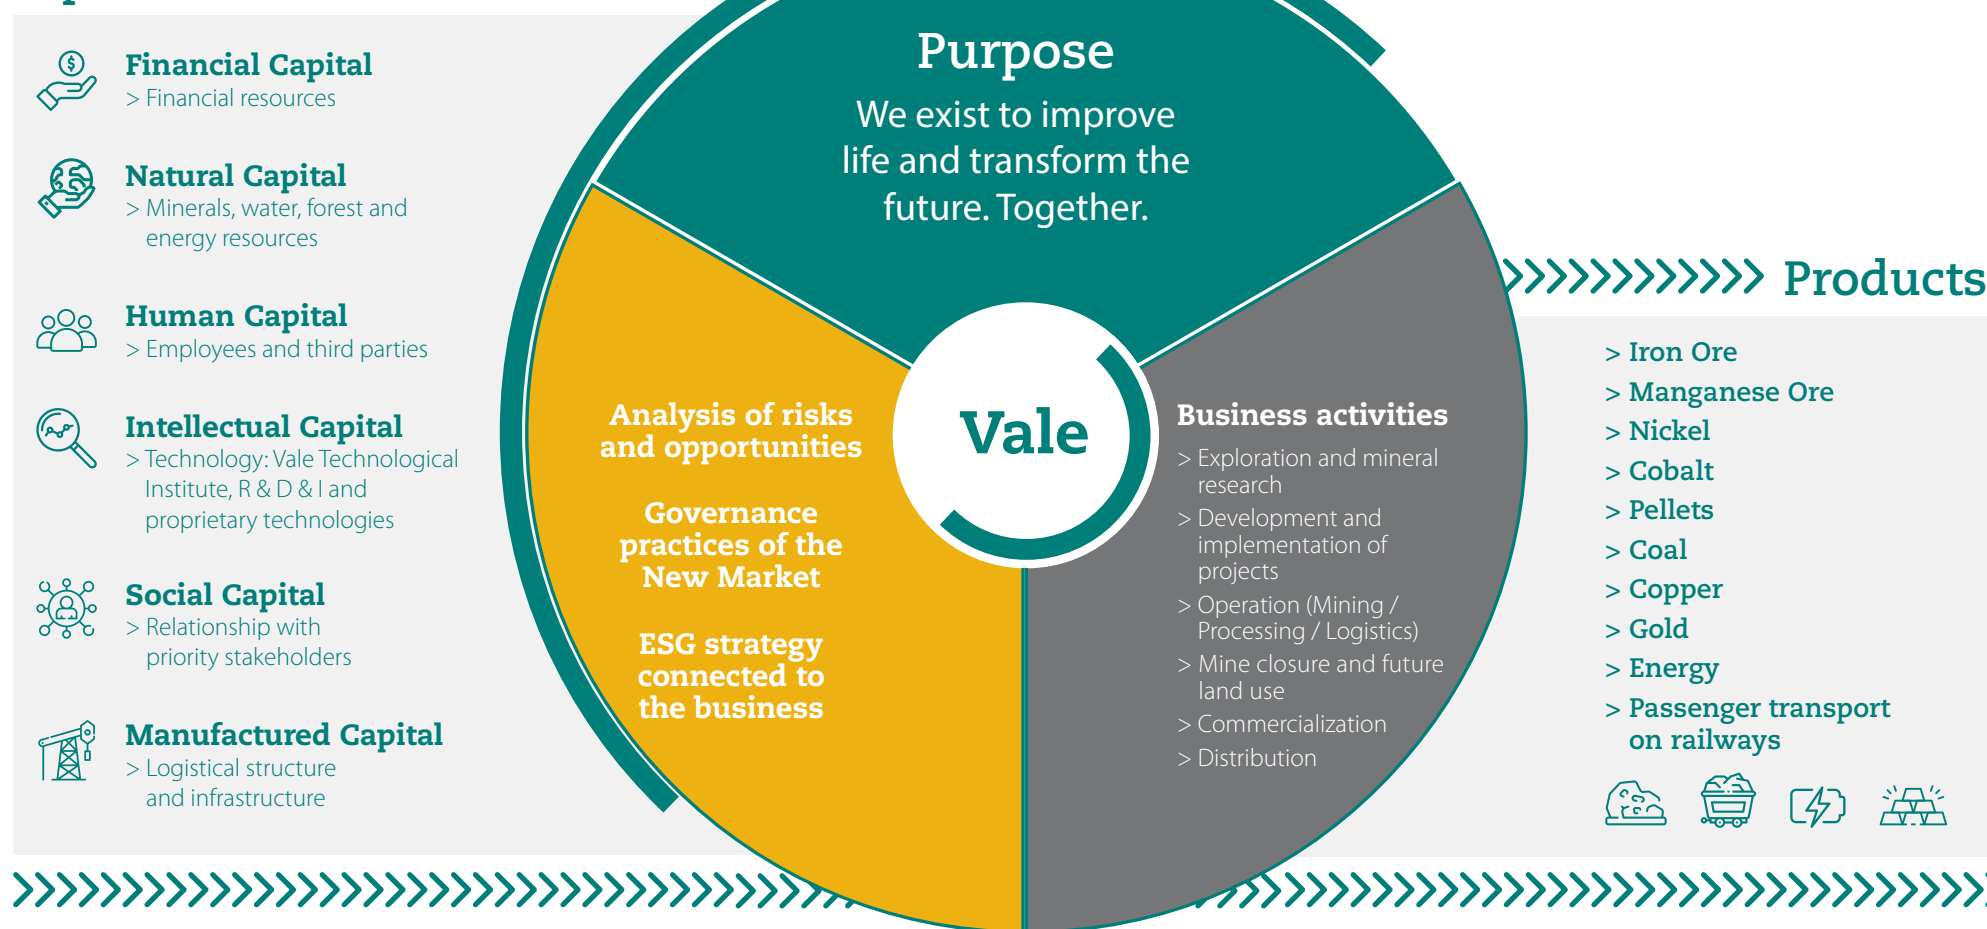 Financial Capital
> Financial resources
Natural Capital
> Minerals, water, forest and
energy resources
Human Capital
> Employees and third parties
Intellectual Capital
> Technology: Vale Technological
Institute, R & D & I and
proprietary technologies
Social Capital
> Relationship with
priority stakeholders
Manufactured Capital
> Logistical structure
and infrastructure
Purpose
We exist to improve
life and transform the
future. Together.
Analysis of risks
and opportunities
Governance
practices of the
New Market
ESG strategy
connected to
the business
Vale
Business activities
> Exploration and mineral
research
> Development and
implementation of
projects
> Operation (Mining /
Processing / Logistics)
> Mine closure and future
land use
> Commercialization
> Distribution
Products
> Iron Ore
> Manganese Ore
> Nickel
> Cobalt
> Pellets
> Coal
> Copper
> Gold
> Energy
> Passenger transport
on railways